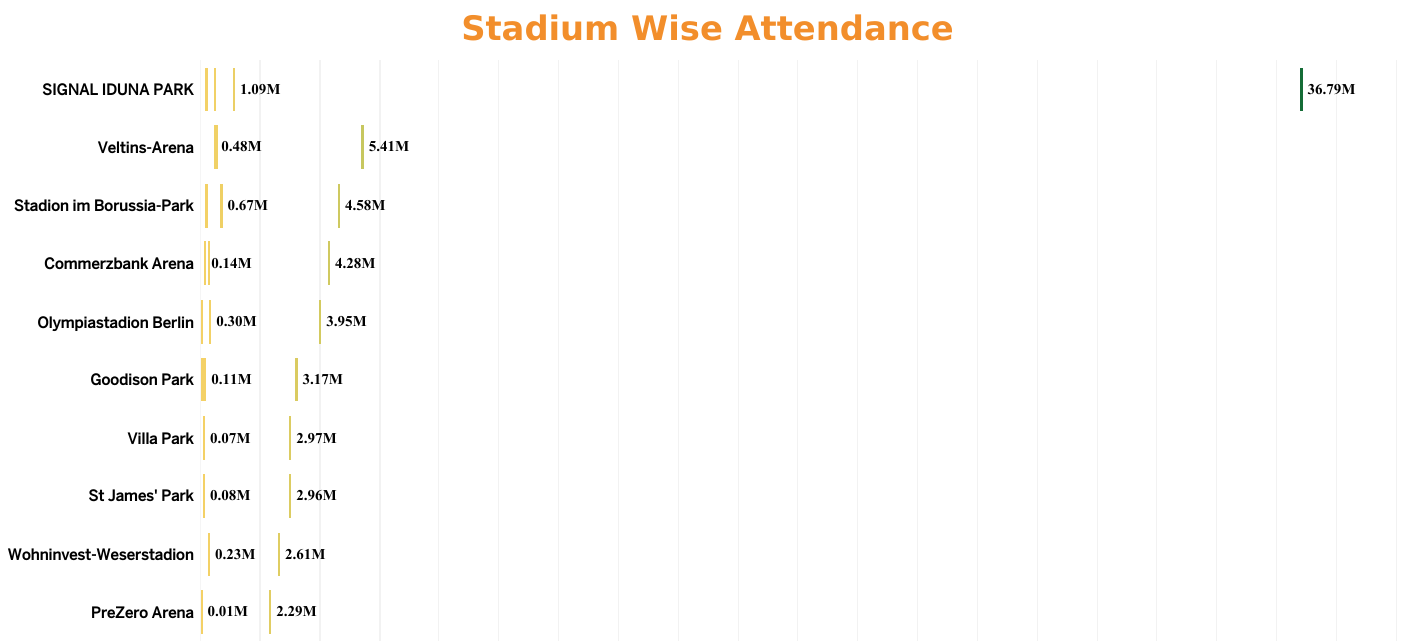 Stadium Wise Attendance
SIGNAL IDUNA PARK 1.09M 36.79M
Veltins-Arena 0.48M 5.41M
Stadion im Borussia-Park 0.67M 4.58M
Commerzbank Arena 0.14M 4.28M
Olympiastadion Berlin 0.30M 3.95M
Goodison Park 0.11M 3.17M
Villa Park 0.07M 2.97M
St James' Park 0.08M 2.96M
Wohninvest-Weserstadion 0.23M 2.61M
PreZero Arena 0.01M 2.29M